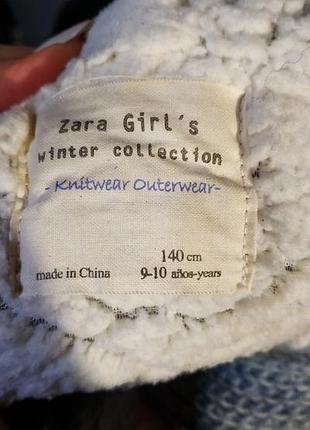 Zara Girl's
winter collection
- Knitwear Outerwear-
140 cm
made in China 9-10 años-years